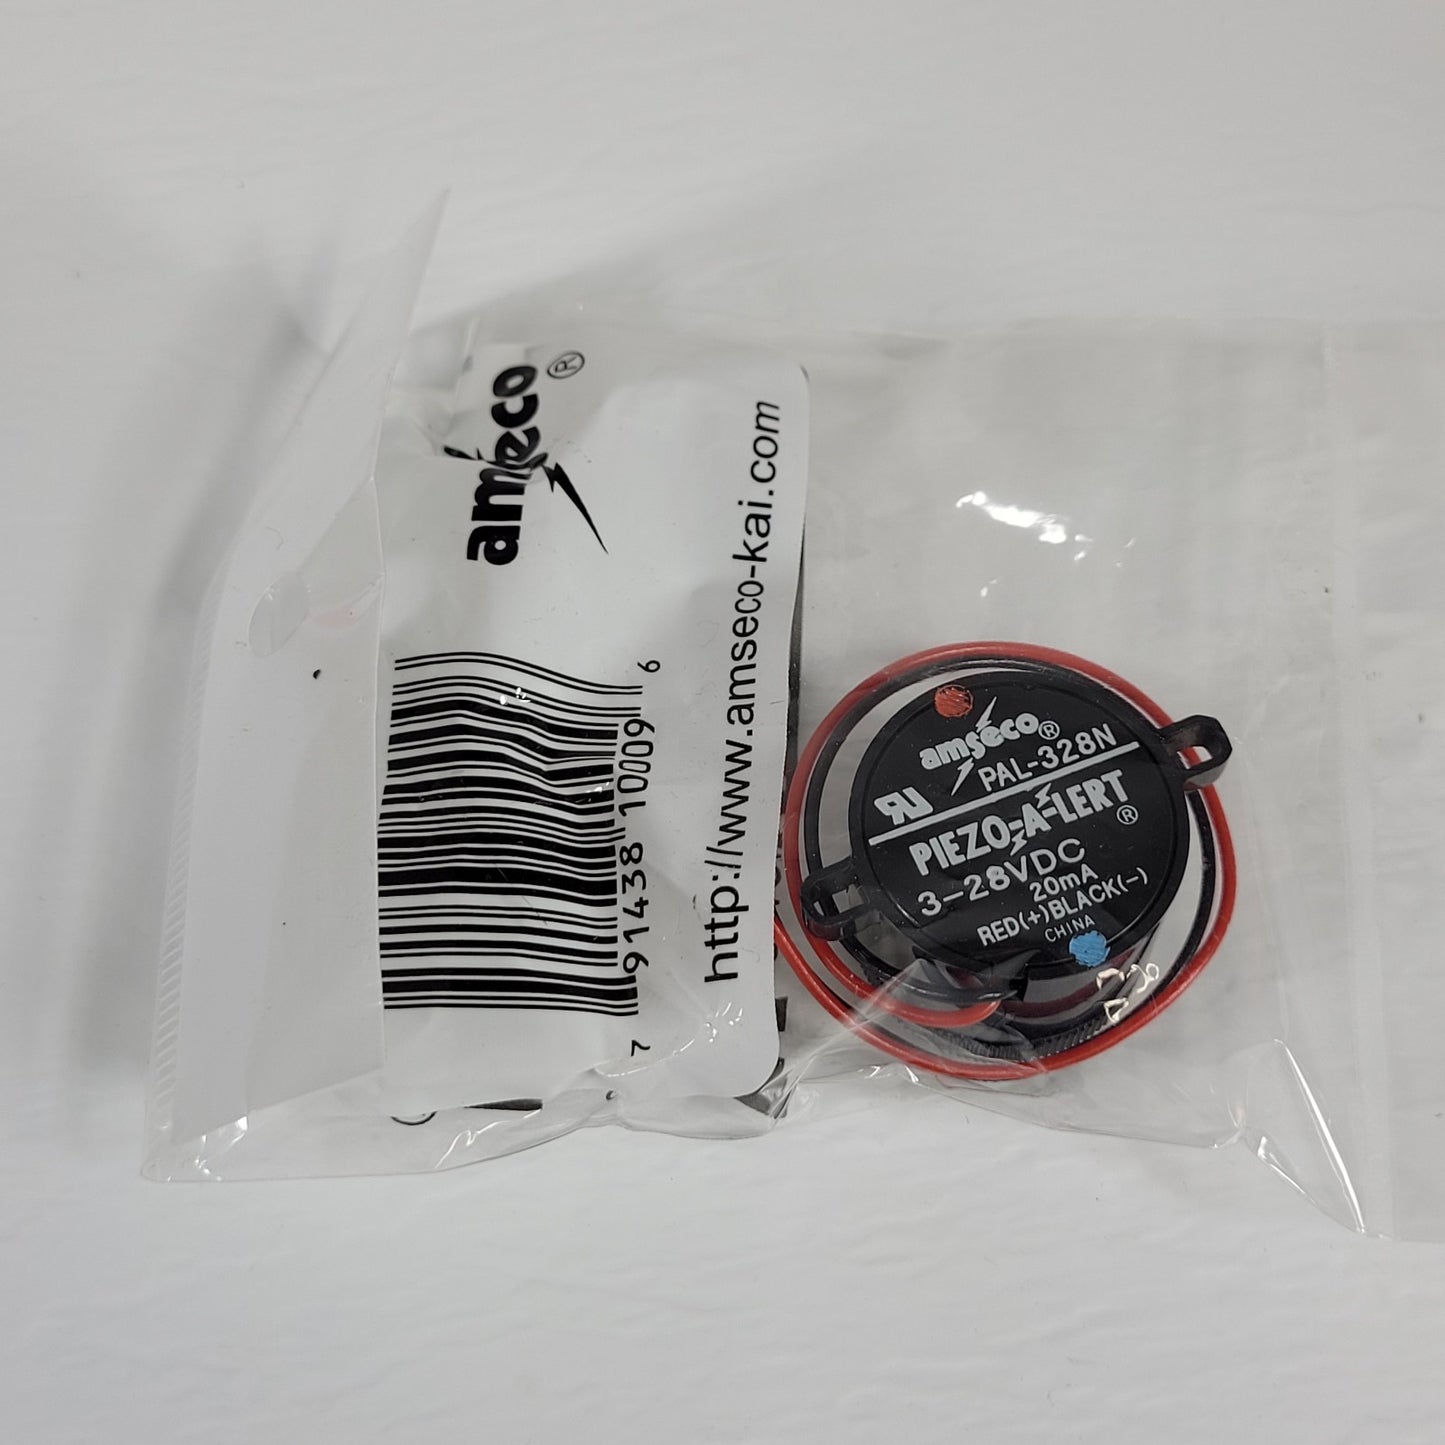 amseco®
http://www.amseco-kai.com
7 91438 10009 6
amseco®
PAL-328N
PIEZO-A-LERT®
3-28VDC
20mA
RED(+)BLACK(-)
CHINA